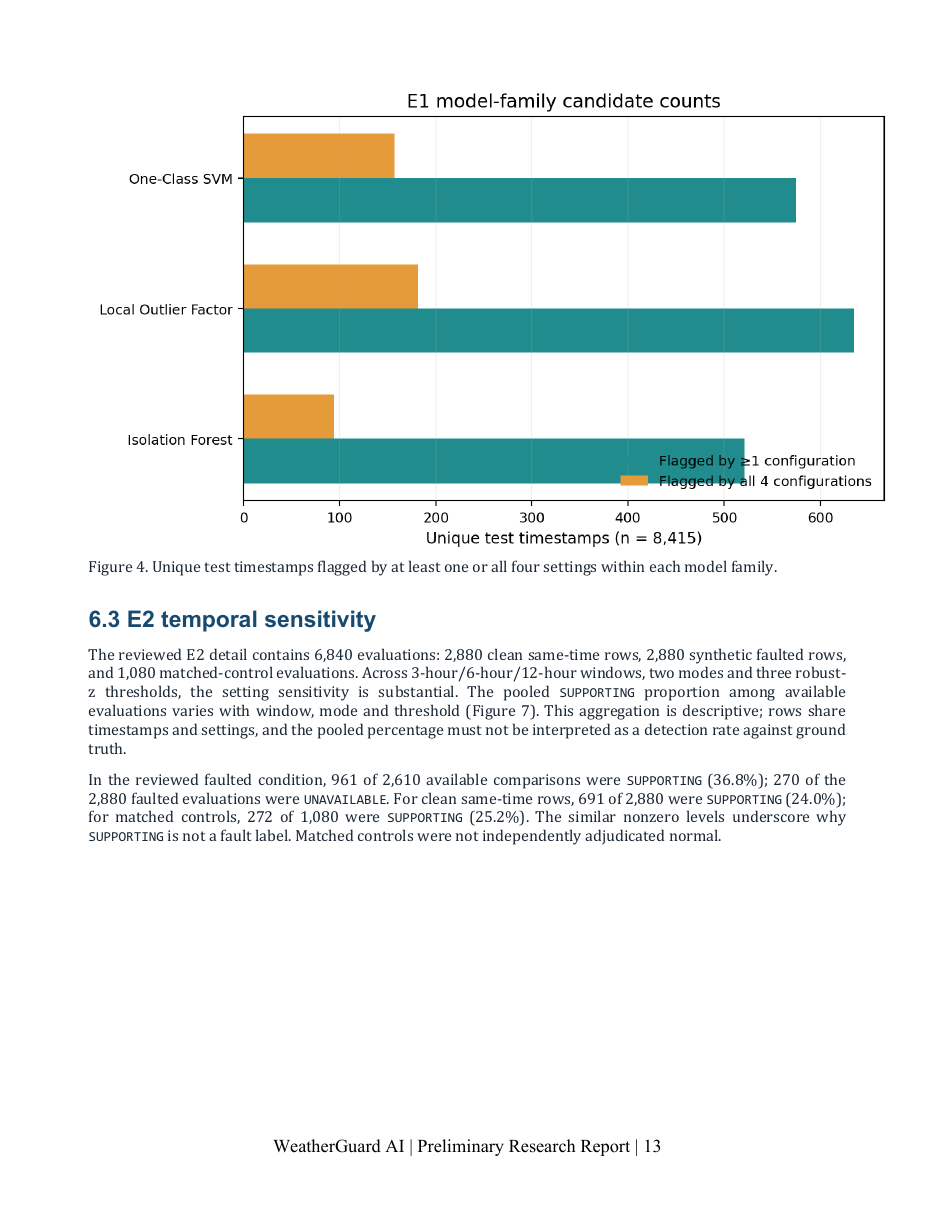 E1 model-family candidate counts
One-Class SVM
Local Outlier Factor
Isolation Forest
Flagged by ≥1 configuration
Flagged by all 4 configurations
0 100 200 300 400 500 600
Unique test timestamps (n = 8,415)
Figure 4. Unique test timestamps flagged by at least one or all four settings within each model family.
6.3 E2 temporal sensitivity
The reviewed E2 detail contains 6,840 evaluations: 2,880 clean same-time rows, 2,880 synthetic faulted rows,
and 1,080 matched-control evaluations. Across 3-hour/6-hour/12-hour windows, two modes and three robust-
z thresholds, the setting sensitivity is substantial. The pooled SUPPORTING proportion among available
evaluations varies with window, mode and threshold (Figure 7). This aggregation is descriptive; rows share
timestamps and settings, and the pooled percentage must not be interpreted as a detection rate against ground
truth.
In the reviewed faulted condition, 961 of 2,610 available comparisons were SUPPORTING (36.8%); 270 of the
2,880 faulted evaluations were UNAVAILABLE. For clean same-time rows, 691 of 2,880 were SUPPORTING (24.0%);
for matched controls, 272 of 1,080 were SUPPORTING (25.2%). The similar nonzero levels underscore why
SUPPORTING is not a fault label. Matched controls were not independently adjudicated normal.
WeatherGuard AI | Preliminary Research Report | 13